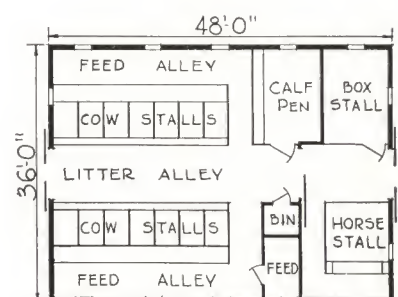 48'-0"
FEED ALLEY
CALF PEN
BOX STALL
COW STALLS
36'-0"
LITTER ALLEY
BIN
HORSE STALL
COW STALLS
FEED
FEED ALLEY